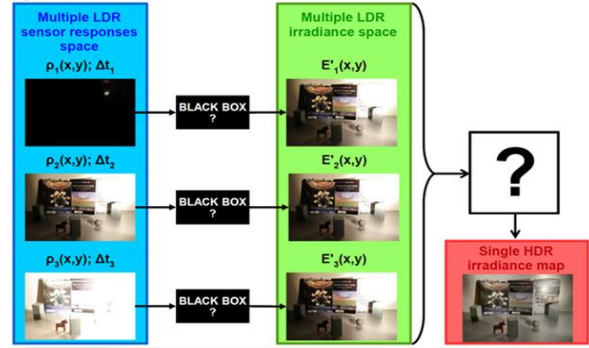 Multiple LDR
sensor responses
space
ρ₁(x,y); Δt₁
BLACK BOX
?
ρ₂(x,y); Δt₂
BLACK BOX
?
ρ₃(x,y); Δt₃
BLACK BOX
?
Multiple LDR
irradiance space
E'₁(x,y)
E'₂(x,y)
E'₃(x,y)
?
Single HDR
irradiance map